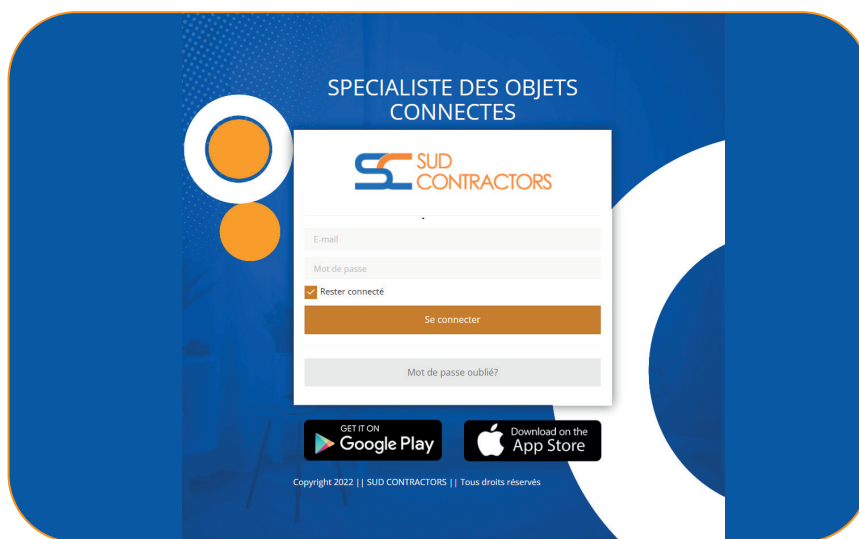 SPECIALISTE DES OBJETS
CONNECTES
SC SUD
CONTRACTORS
E-mail
Mot de passe
Rester connecté
Se connecter
Mot de passe oublié?
GET IT ON
Google Play
Download on the
App Store
Copyright 2022 || SUD CONTRACTORS || Tous droits réservés